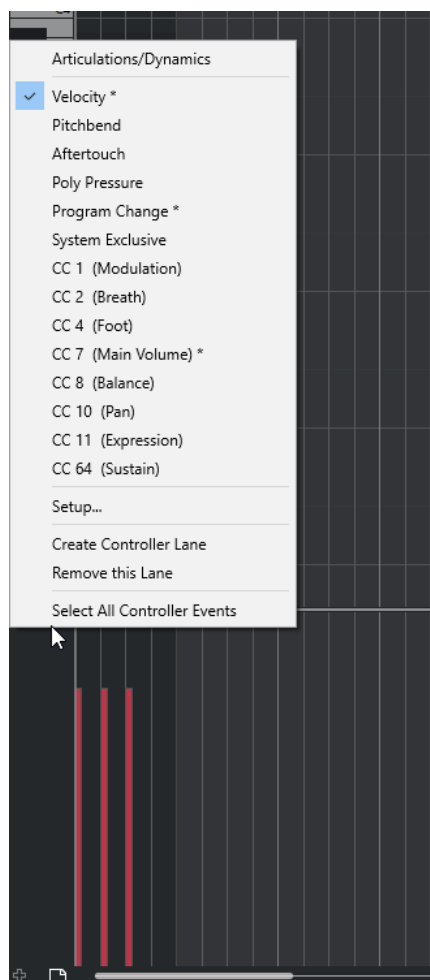 Articulations/Dynamics
Velocity *
Pitchbend
Aftertouch
Poly Pressure
Program Change *
System Exclusive
CC 1 (Modulation)
CC 2 (Breath)
CC 4 (Foot)
CC 7 (Main Volume) *
CC 8 (Balance)
CC 10 (Pan)
CC 11 (Expression)
CC 64 (Sustain)
Setup...
Create Controller Lane
Remove this Lane
Select All Controller Events